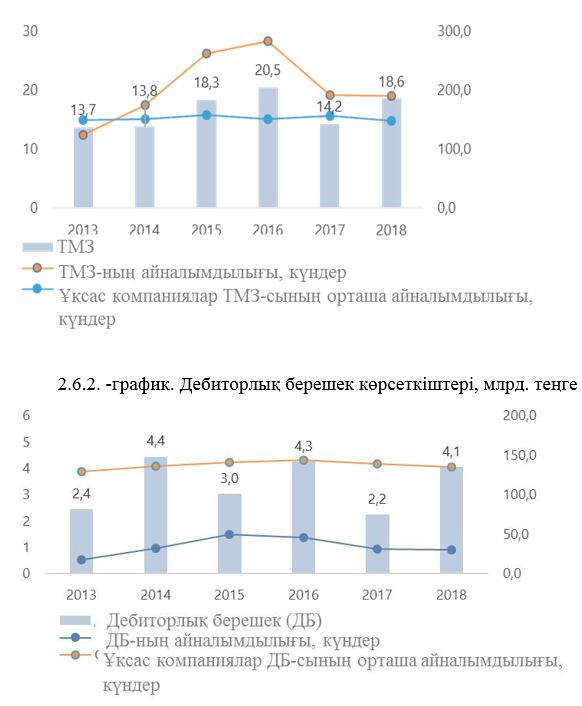 30
300,0
20
200,0
10
100,0
0
0,0
13,7
13,8
18,3
20,5
14,2
18,6
2013 2014 2015 2016 2017 2018
ТМЗ
ТМЗ-ның айналымдылығы, күндер
Ұқсас компаниялар ТМЗ-сының орташа айналымдылығы,
күндер
2.6.2. -график. Дебиторлық берешек көрсеткіштері, млрд. теңге
6
200,0
5
4
150,0
3
100,0
2
50,0
1
0
0,0
2,4
4,4
3,0
4,3
2,2
4,1
2013 2014 2015 2016 2017 2018
Дебиторлық берешек (ДБ)
ДБ-ның айналымдылығы, күндер
Ұқсас компаниялар ДБ-сының орташа айналымдылығы,
күндер